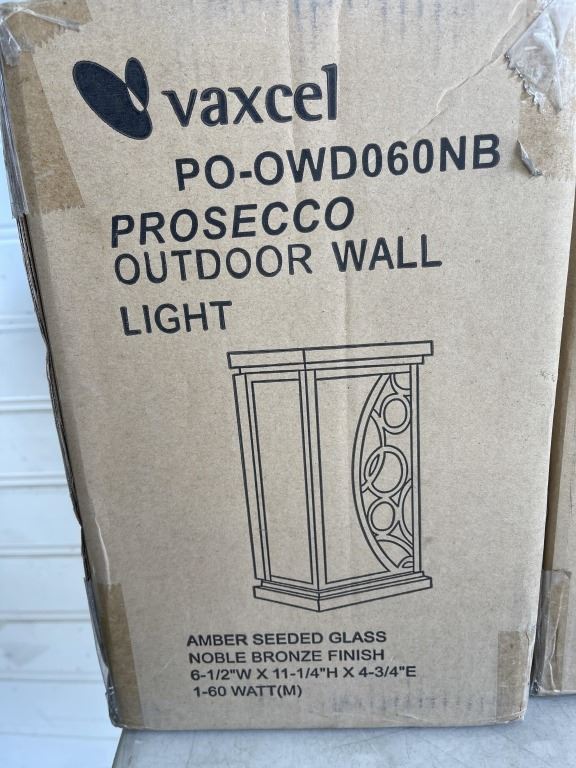 vaxcel
PO-OWD060NB
PROSECCO
OUTDOOR WALL
LIGHT
AMBER SEEDED GLASS
NOBLE BRONZE FINISH
6-1/2"W X 11-1/4"H X 4-3/4"E
1-60 WATT(M)